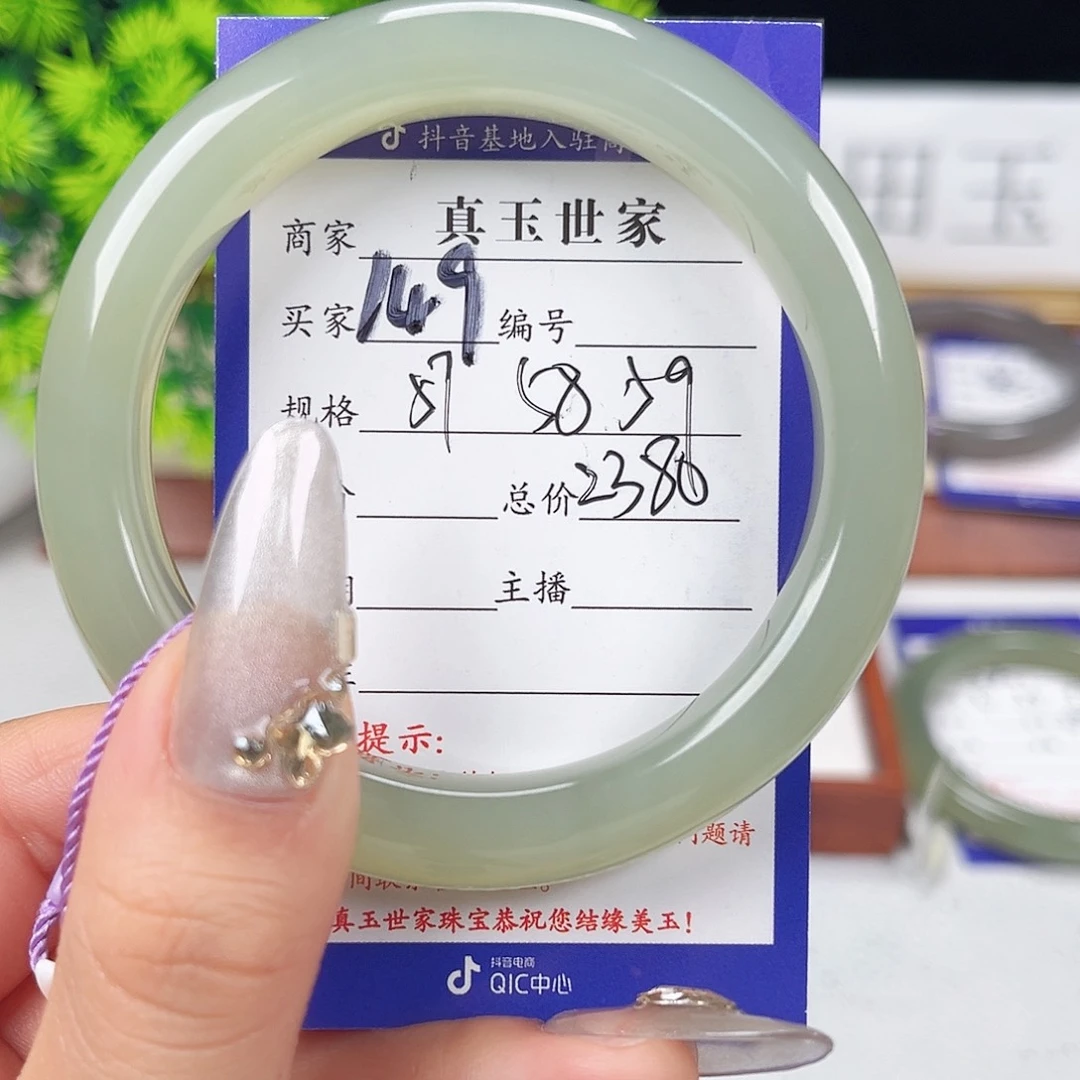 抖音基地入驻商
商家 真玉世家
买家 149 编号
规格 57 58 59
总价 2380
主播
提示:
问题请
真玉世家珠宝恭祝您结缘美玉!
抖音电商
QIC中心
田玉